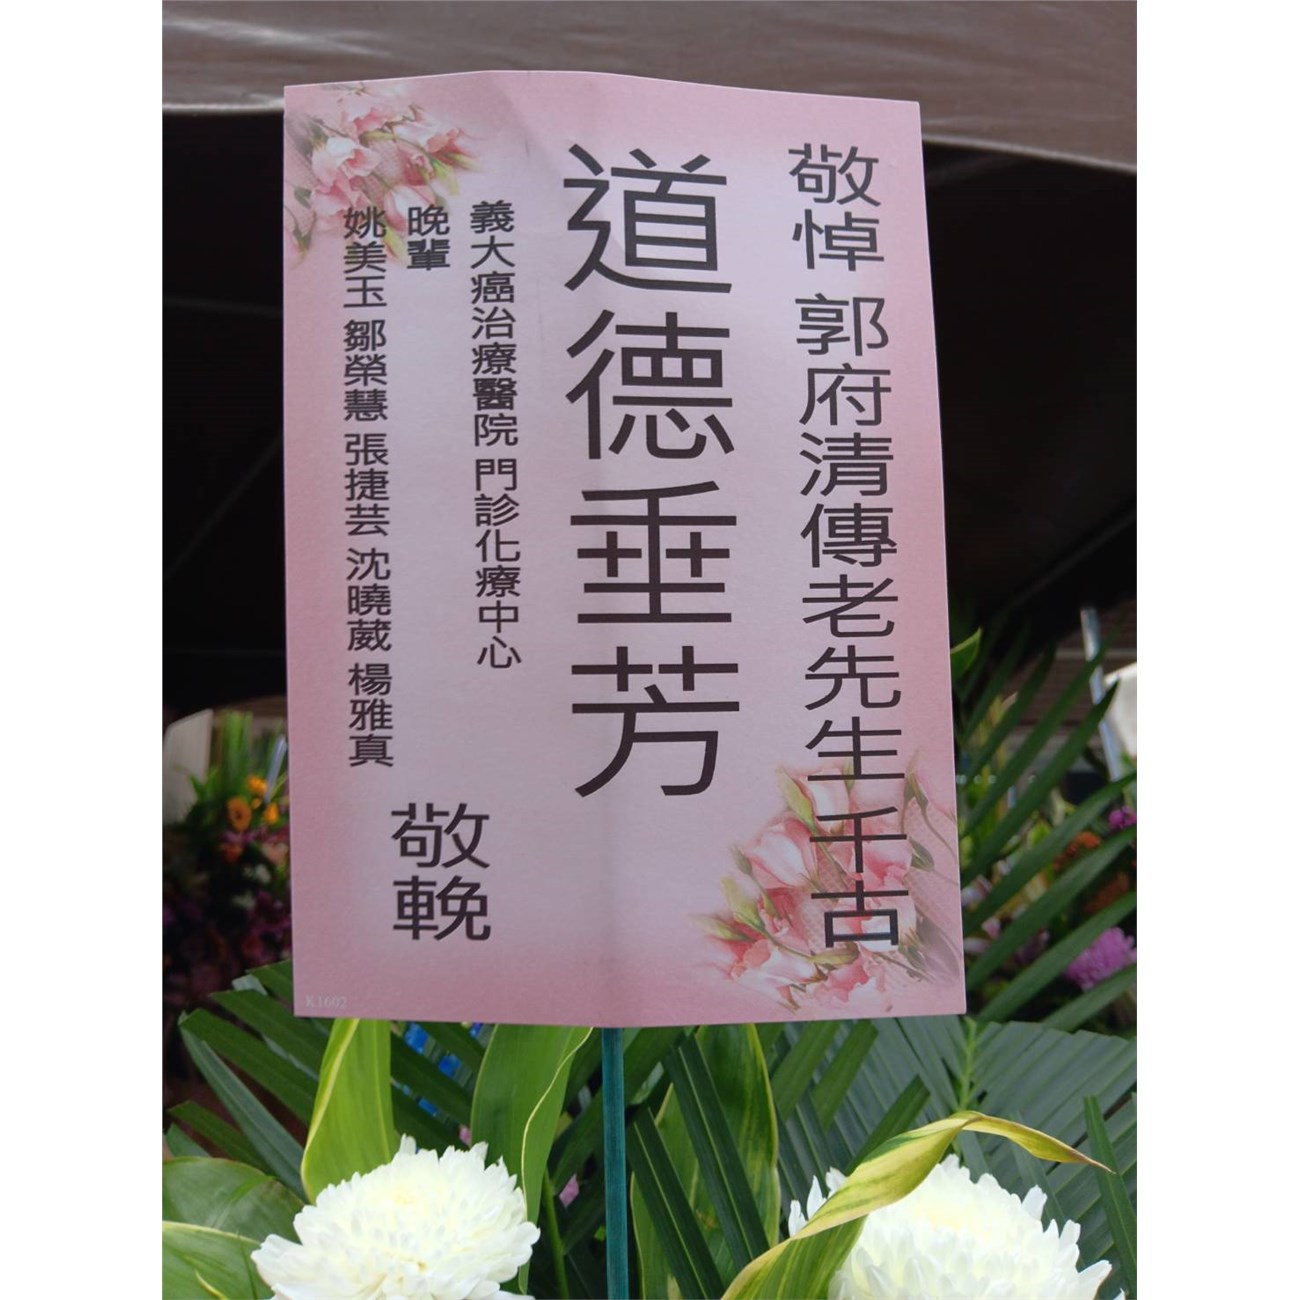 敬悼 郭府清傳老先生千古
道德垂芳
義大癌治療醫院 門診化療中心
晚輩
姚美玉 鄒榮慧 張捷芸 沈曉葳 楊雅真
敬輓
K1602